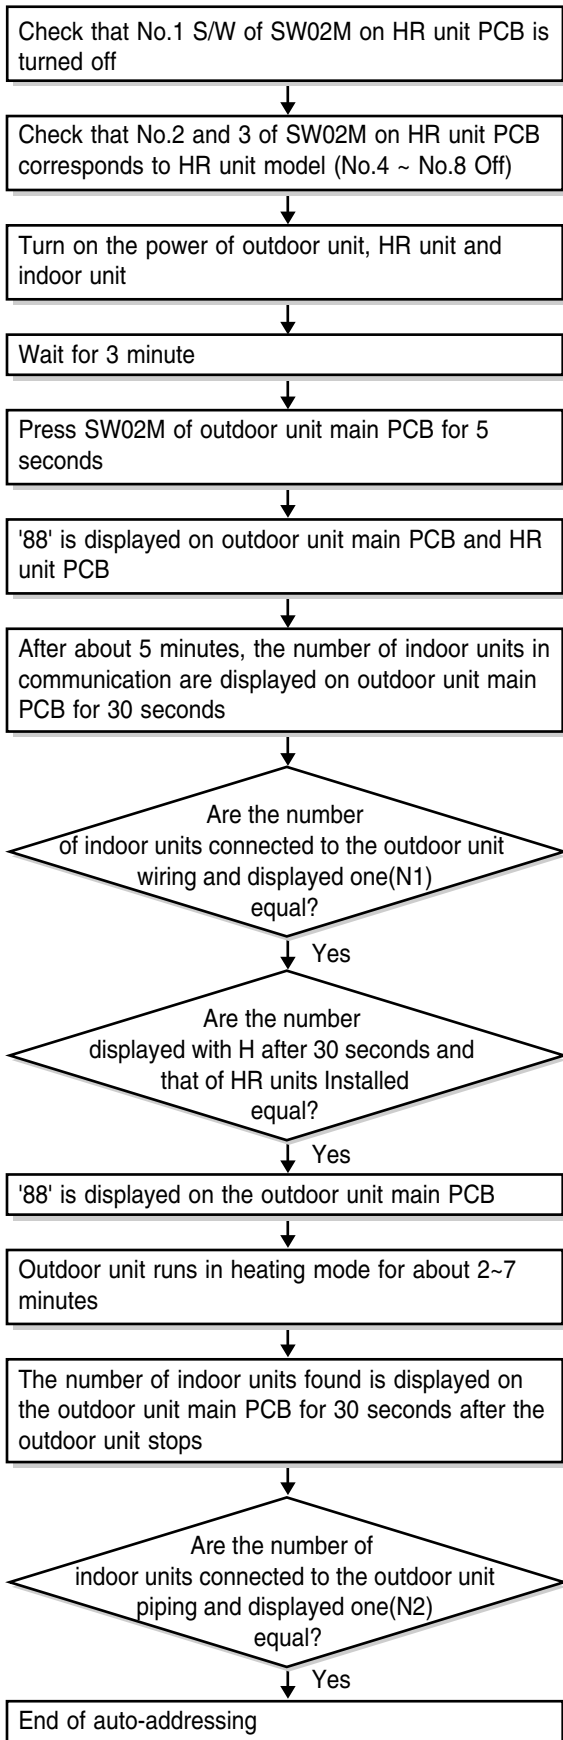 Check that No.1 S/W of SW02M on HR unit PCB is
turned off
Check that No.2 and 3 of SW02M on HR unit PCB
corresponds to HR unit model (No.4 ~ No.8 Off)
Turn on the power of outdoor unit, HR unit and
indoor unit
Wait for 3 minute
Press SW02M of outdoor unit main PCB for 5
seconds
'88' is displayed on outdoor unit main PCB and HR
unit PCB
After about 5 minutes, the number of indoor units in
communication are displayed on outdoor unit main
PCB for 30 seconds
Are the number
of indoor units connected to the outdoor unit
wiring and displayed one(N1)
equal?
Yes
Are the number
displayed with H after 30 seconds and
that of HR units Installed
equal?
Yes
'88' is displayed on the outdoor unit main PCB
Outdoor unit runs in heating mode for about 2~7
minutes
The number of indoor units found is displayed on
the outdoor unit main PCB for 30 seconds after the
outdoor unit stops
Are the number of
indoor units connected to the outdoor unit
piping and displayed one(N2)
equal?
Yes
End of auto-addressing